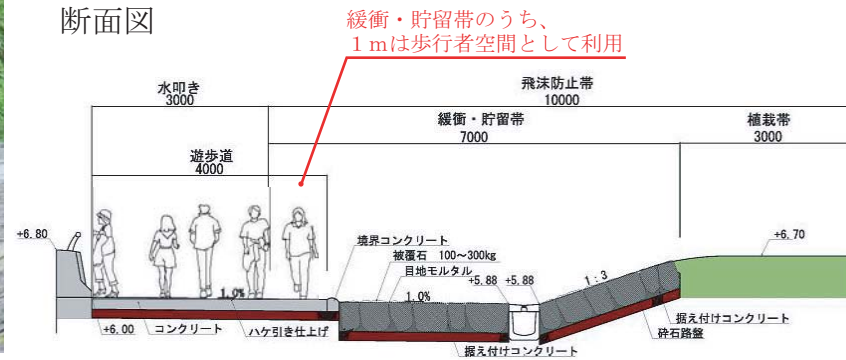 断面図
緩衝・貯留帯のうち、
１ｍは歩行者空間として利用
水叩き
3000
飛沫防止帯
10000
緩衝・貯留帯
7000
植栽帯
3000
遊歩道
4000
+6.80
境界コンクリート
被覆石 100～300kg
目地モルタル
+5.88 +5.88
1:3
+6.70
1.0%
1.0%
+6.00
コンクリート
ハケ引き仕上げ
据え付けコンクリート
砕石路盤
据え付けコンクリート